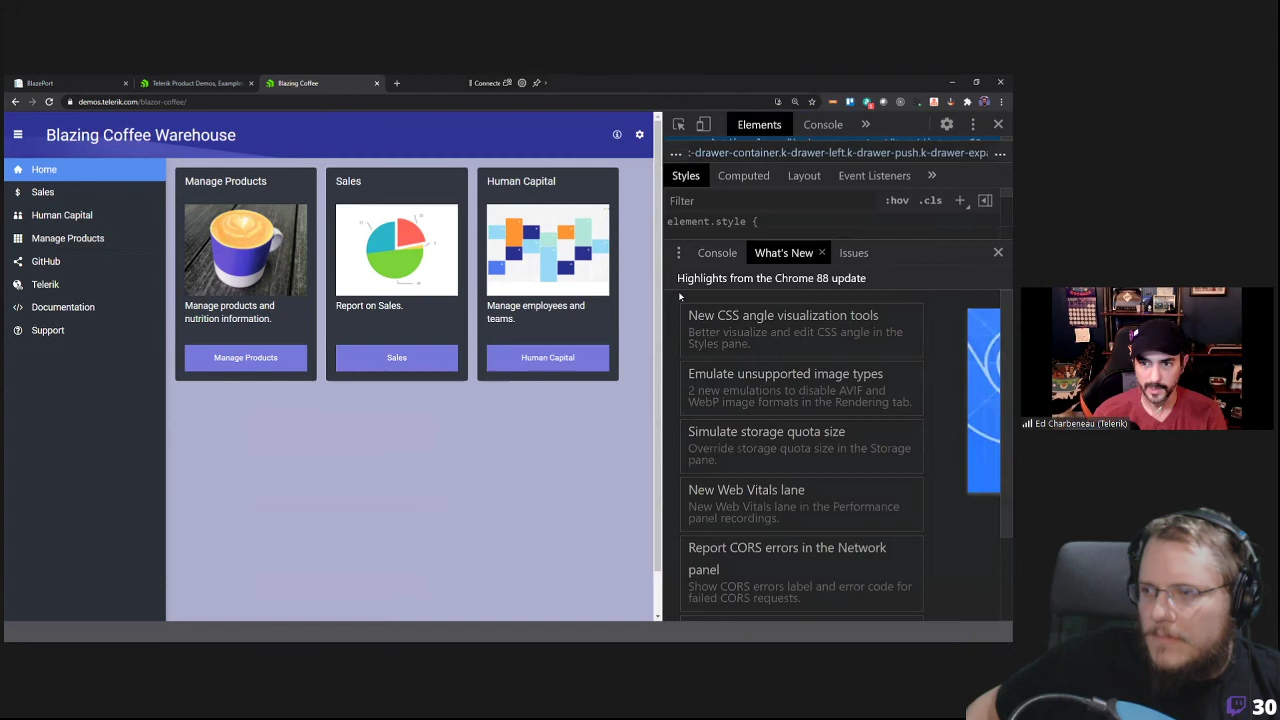 BlazePort
Telerik Product Demos, Example
Blazing Coffee
Connecte
demos.telerik.com/blazor-coffee/
Blazing Coffee Warehouse
Home
Sales
Human Capital
Manage Products
GitHub
Telerik
Documentation
Support
Manage Products
Manage products and
nutrition information.
Manage Products
Sales
Report on Sales.
Sales
Human Capital
Manage employees and
teams.
Human Capital
Elements
Console
... :-drawer-container.k-drawer-left.k-drawer-push.k-drawer-expa ...
Styles
Computed
Layout
Event Listeners
Filter
:hov .cls
element.style {
Console
What's New
Issues
Highlights from the Chrome 88 update
New CSS angle visualization tools
Better visualize and edit CSS angle in the
Styles pane.
Emulate unsupported image types
2 new emulations to disable AVIF and
WebP image formats in the Rendering tab.
Simulate storage quota size
Override storage quota size in the Storage
pane.
New Web Vitals lane
New Web Vitals lane in the Performance
panel recordings.
Report CORS errors in the Network
panel
Show CORS errors label and error code for
failed CORS requests.
Ed Charbeneau (Telerik)
30